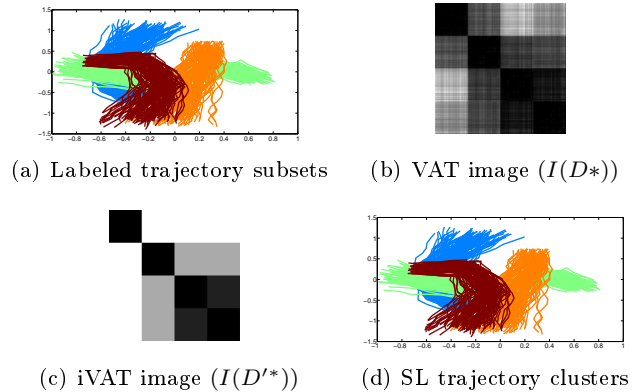 1.5
1
0.5
0
−0.5
−1
−1.5
−1 −0.8 −0.6 −0.4 −0.2 0 0.2 0.4 0.6 0.8 1
(a) Labeled trajectory subsets
(b) VAT image (I(D∗))
(c) iVAT image (I(D′*))
1.5
1
0.5
0
−0.5
−1
−1.5
−1 −0.8 −0.6 −0.4 −0.2 0 0.2 0.4 0.6 0.8 1
(d) SL trajectory clusters